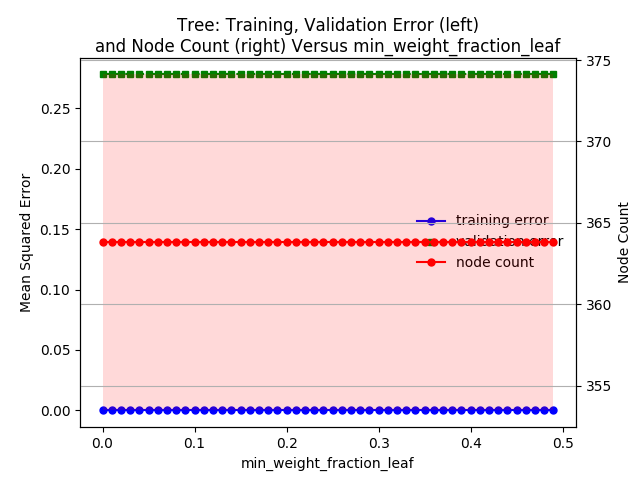 Tree: Training, Validation Error (left)
and Node Count (right) Versus min_weight_fraction_leaf
Mean Squared Error
0.25
0.20
0.15
0.10
0.05
0.00
375
370
365
360
355
Node Count
training error
validation error
node count
0.0 0.1 0.2 0.3 0.4 0.5
min_weight_fraction_leaf